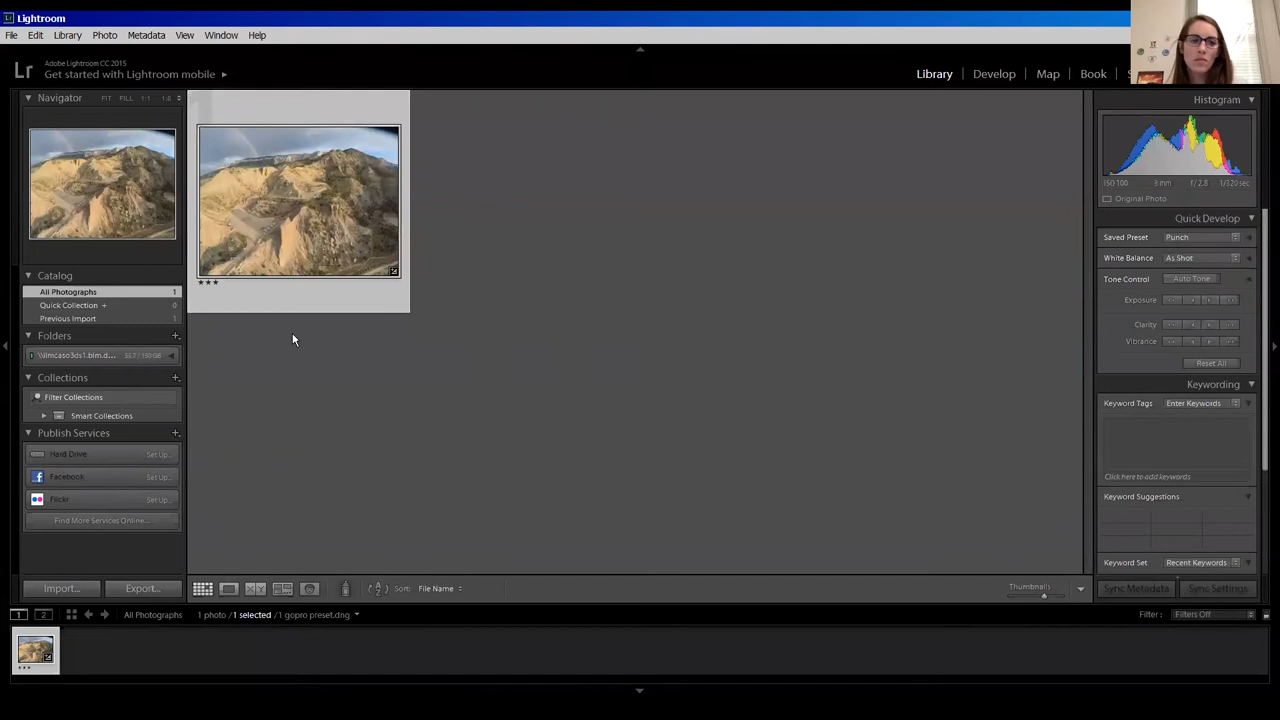 Lr Lightroom
File Edit Library Photo Metadata View Window Help
Lr Adobe Lightroom CC 2015
Get started with Lightroom mobile
Library Develop Map Book
Navigator FIT FILL 1:1 1:8
Histogram
ISO 100 3 mm f / 2.8 1/320 sec
Original Photo
Quick Develop
Saved Preset Punch
White Balance As Shot
Tone Control Auto Tone
Exposure
Clarity
Vibrance
Reset All
Catalog
All Photographs 1
Quick Collection + 0
Previous Import 1
Folders +
Collections +
Filter Collections
Smart Collections
Publish Services +
Hard Drive Set Up...
Facebook Set Up...
Flickr Set Up...
Find More Services Online...
Keywording
Keyword Tags Enter Keywords
Click here to add keywords
Keyword Suggestions
Keyword Set Recent Keywords
Import... Export...
Sort: File Name
Thumbnails
Sync Metadata Sync Settings
1 2 All Photographs 1 photo / 1 selected / 1 gopro preset.dng
Filter : Filters Off